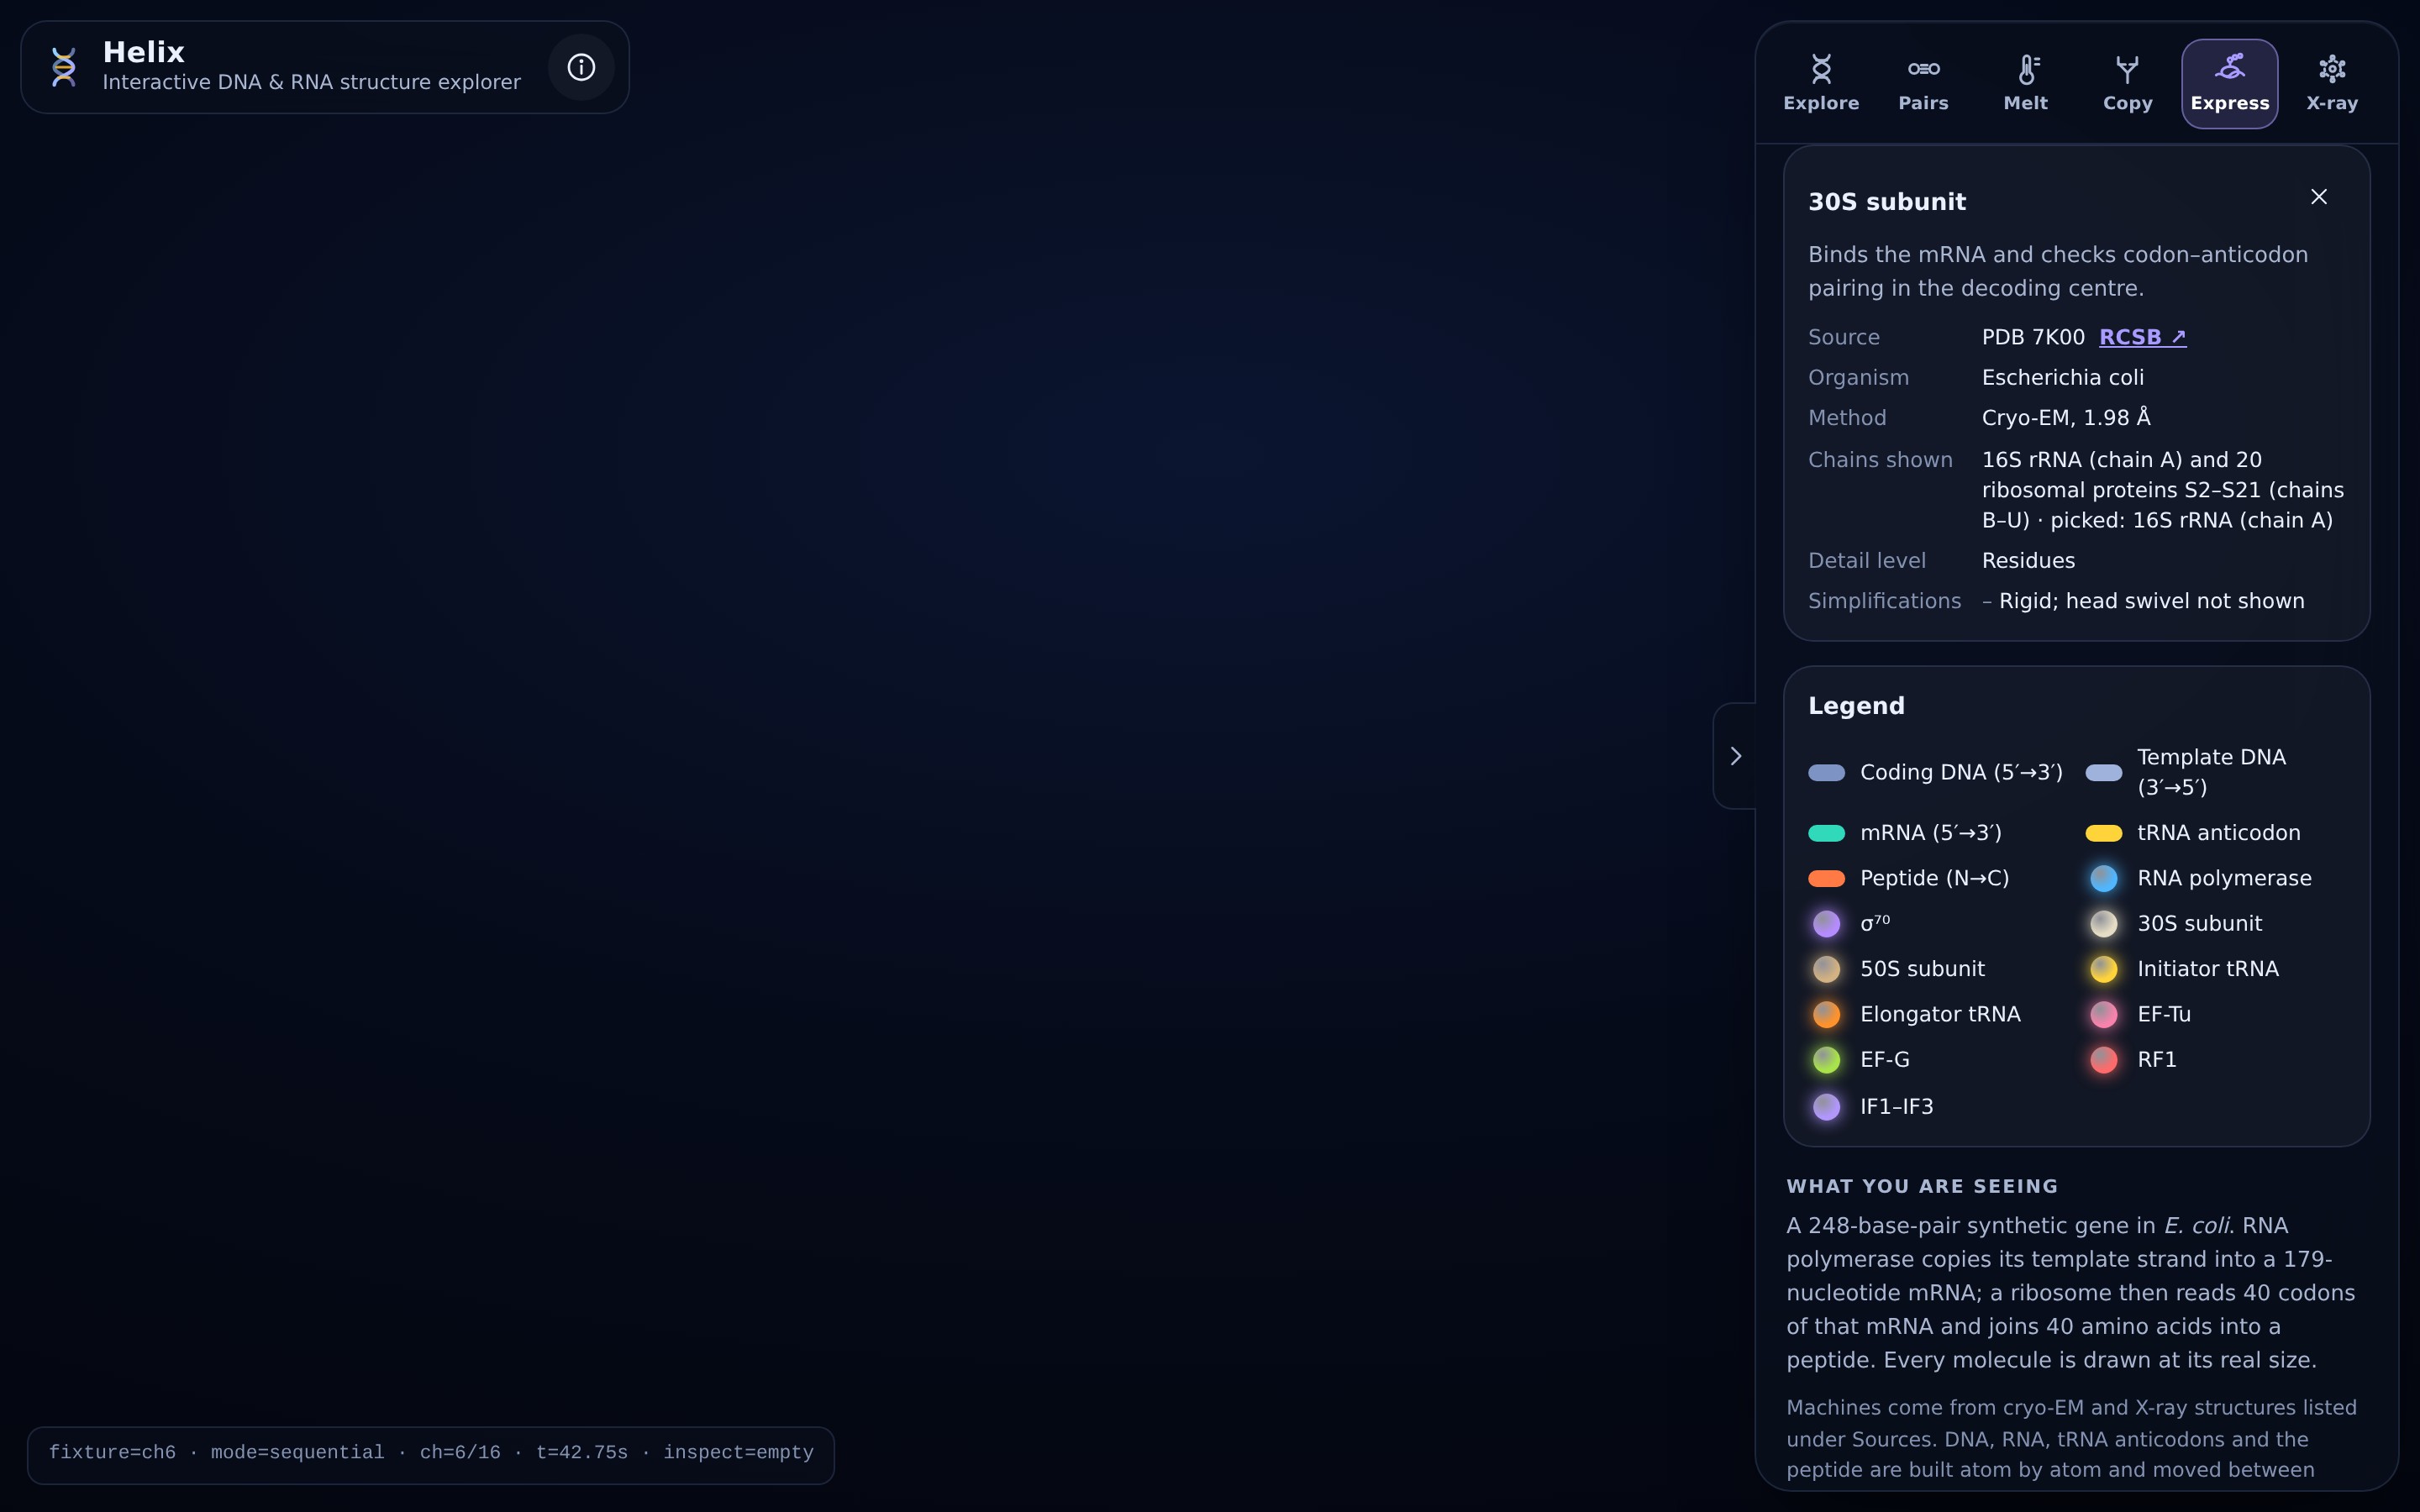 Helix
Interactive DNA & RNA structure explorer
Explore
Pairs
Melt
Copy
Express
X-ray
30S subunit
Binds the mRNA and checks codon–anticodon
pairing in the decoding centre.
Source PDB 7K00 RCSB ↗
Organism Escherichia coli
Method Cryo-EM, 1.98 Å
Chains shown 16S rRNA (chain A) and 20
ribosomal proteins S2–S21 (chains
B–U) · picked: 16S rRNA (chain A)
Detail level Residues
Simplifications – Rigid; head swivel not shown
Legend
Coding DNA (5′→3′)
Template DNA
(3′→5′)
mRNA (5′→3′)
tRNA anticodon
Peptide (N→C)
RNA polymerase
σ⁷⁰
30S subunit
50S subunit
Initiator tRNA
Elongator tRNA
EF-Tu
EF-G
RF1
IF1–IF3
WHAT YOU ARE SEEING
A 248-base-pair synthetic gene in E. coli. RNA
polymerase copies its template strand into a 179-
nucleotide mRNA; a ribosome then reads 40 codons
of that mRNA and joins 40 amino acids into a
peptide. Every molecule is drawn at its real size.
Machines come from cryo-EM and X-ray structures listed
under Sources. DNA, RNA, tRNA anticodons and the
peptide are built atom by atom and moved between
fixture=ch6 · mode=sequential · ch=6/16 · t=42.75s · inspect=empty